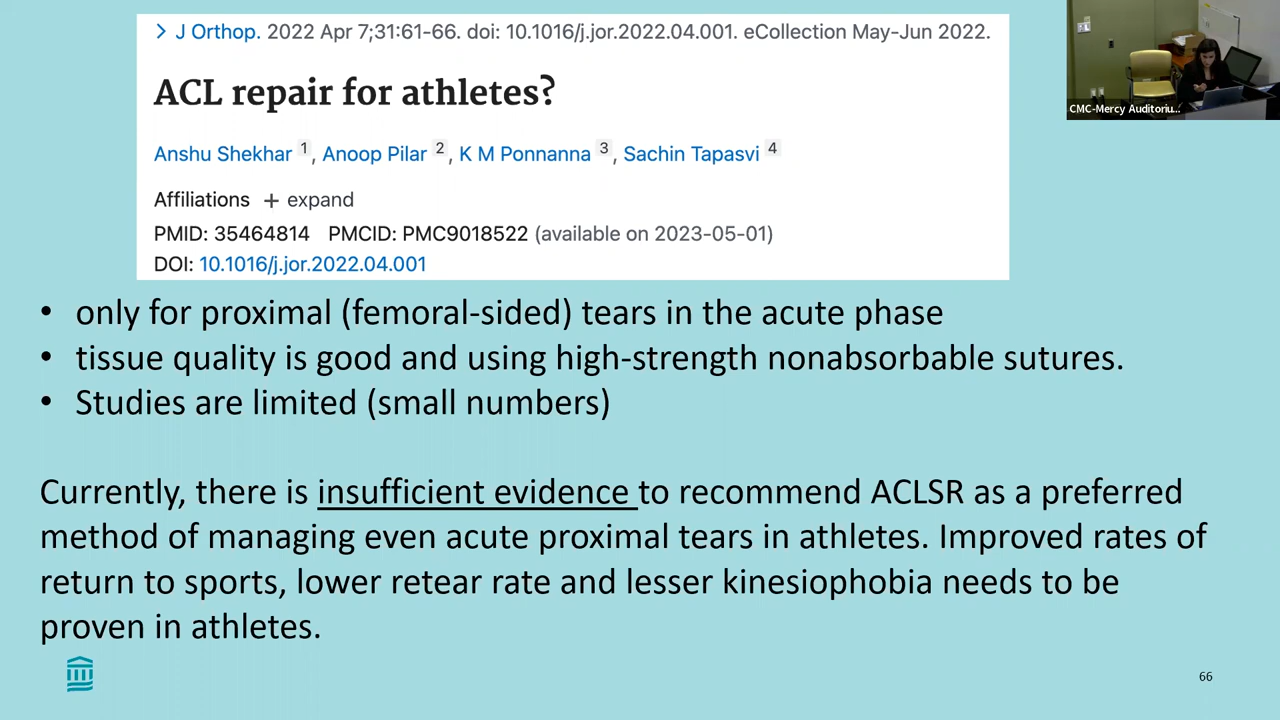 > J Orthop. 2022 Apr 7;31:61-66. doi: 10.1016/j.jor.2022.04.001. eCollection May-Jun 2022.
ACL repair for athletes?
Anshu Shekhar 1, Anoop Pilar 2, K M Ponnanna 3, Sachin Tapasvi 4
Affiliations + expand
PMID: 35464814 PMCID: PMC9018522 (available on 2023-05-01)
DOI: 10.1016/j.jor.2022.04.001
CMC-Mercy Auditoriu...
• only for proximal (femoral-sided) tears in the acute phase
• tissue quality is good and using high-strength nonabsorbable sutures.
• Studies are limited (small numbers)
Currently, there is insufficient evidence to recommend ACLSR as a preferred
method of managing even acute proximal tears in athletes. Improved rates of
return to sports, lower retear rate and lesser kinesiophobia needs to be
proven in athletes.
66